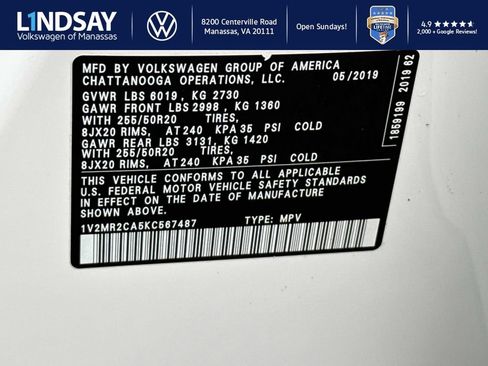 LINDSAY
Volkswagen of Manassas
8200 Centerville Road
Manassas, VA 20111
Open Sundays!
4.9
2,000 + Google Reviews!
MFD BY VOLKSWAGEN GROUP OF AMERICA
CHATTANOOGA OPERATIONS, LLC. 05/2019
GVWR LBS 6019 , KG 2730
GAWR FRONT LBS 2998 , KG 1360
WITH 255/50R20 TIRES,
8JX20 RIMS, AT 240 KPA 35 PSI COLD
GAWR REAR LBS 3131, KG 1420
WITH 255/50R20 TIRES,
8JX20 RIMS, AT 240 KPA 35 PSI COLD
THIS VEHICLE CONFORMS TO ALL APPLICABLE
U.S. FEDERAL MOTOR VEHICLE SAFETY STANDARDS
IN EFFECT ON THE DATE OF MANUFACTURE
SHOWN ABOVE.
1V2MR2CA5KC567487 TYPE: MPV
1859199 2019 62